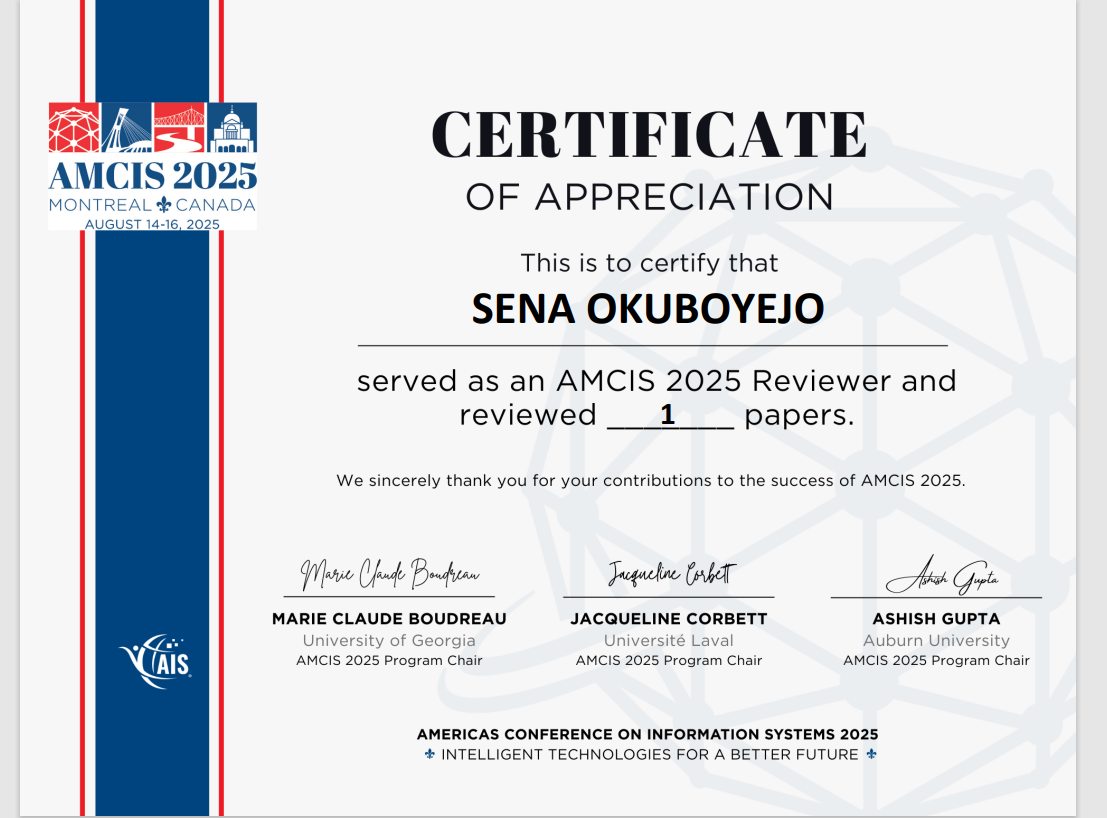 AMCIS 2025
MONTREAL ⚜ CANADA
AUGUST 14-16, 2025
CERTIFICATE
OF APPRECIATION
This is to certify that
SENA OKUBOYEJO
served as an AMCIS 2025 Reviewer and
reviewed ___1___ papers.
We sincerely thank you for your contributions to the success of AMCIS 2025.
Marie Claude Boudreau
Jacqueline Corbett
Ashish Gupta
MARIE CLAUDE BOUDREAU
University of Georgia
AMCIS 2025 Program Chair
JACQUELINE CORBETT
Université Laval
AMCIS 2025 Program Chair
ASHISH GUPTA
Auburn University
AMCIS 2025 Program Chair
AIS
AMERICAS CONFERENCE ON INFORMATION SYSTEMS 2025
⚜ INTELLIGENT TECHNOLOGIES FOR A BETTER FUTURE ⚜